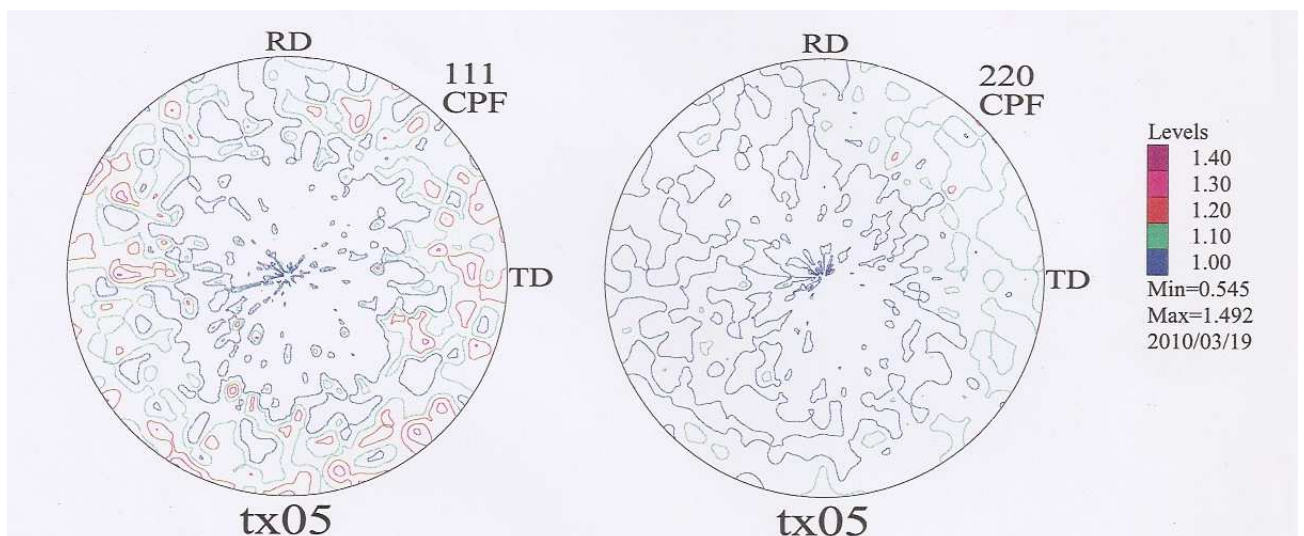 RD
111
CPF
TD
tx05
RD
220
CPF
TD
tx05
Levels
1.40
1.30
1.20
1.10
1.00
Min=0.545
Max=1.492
2010/03/19